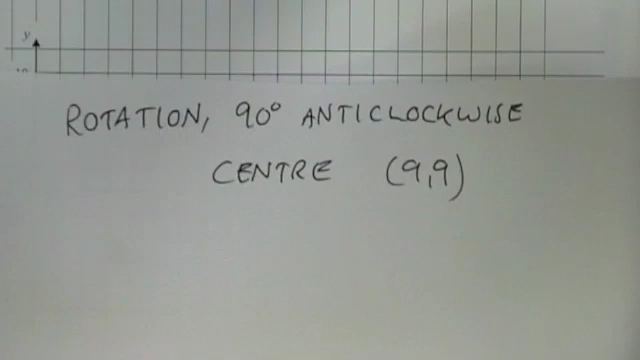 y
ROTATION, 90° ANTICLOCKWISE
CENTRE (9,9)